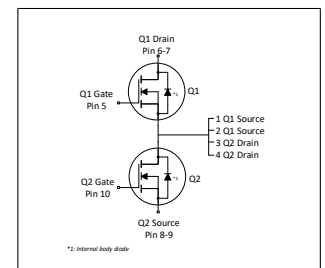 Q1 Drain
Pin 6-7
Q1 Gate
Pin 5
*1
Q1
1 Q1 Source
2 Q1 Source
3 Q2 Drain
4 Q2 Drain
Q2 Gate
Pin 10
*1
Q2
Q2 Source
Pin 8-9
*1: Internal body diode